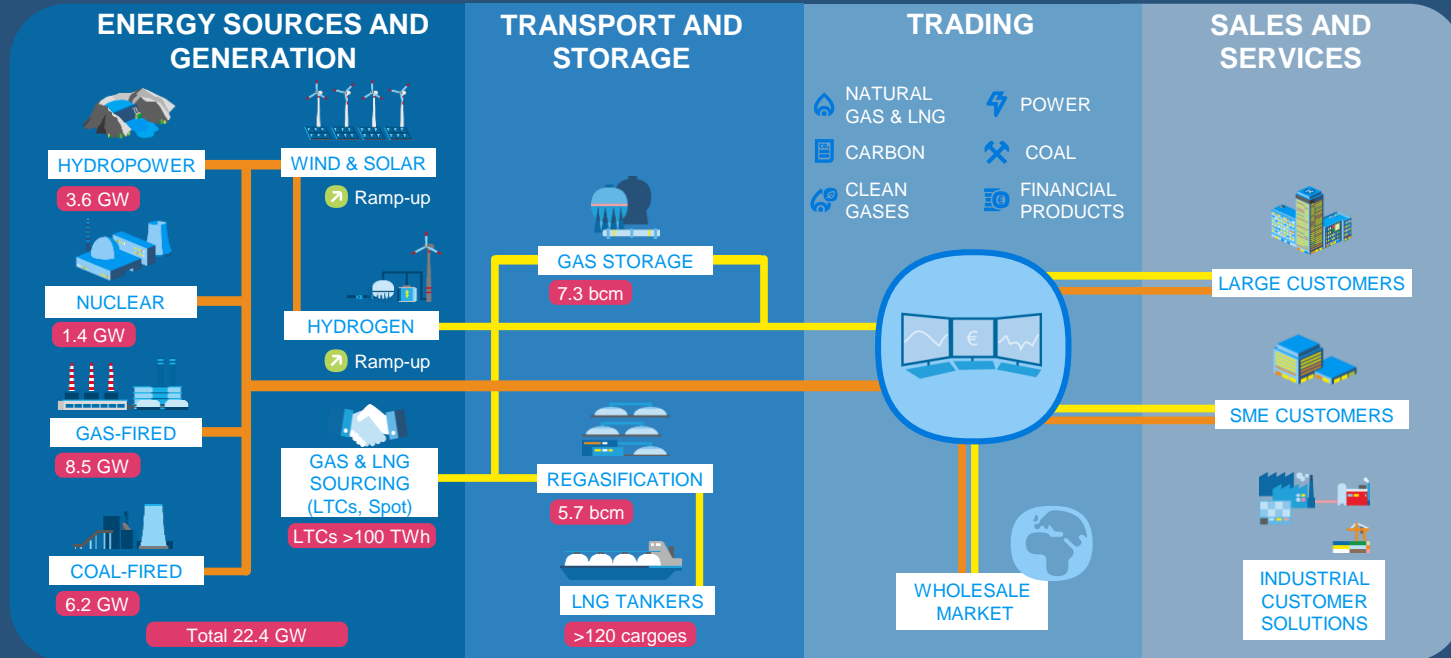 ENERGY SOURCES AND
GENERATION
HYDROPOWER
3.6 GW
WIND & SOLAR
Ramp-up
NUCLEAR
1.4 GW
HYDROGEN
Ramp-up
GAS-FIRED
8.5 GW
GAS & LNG
SOURCING
(LTCs, Spot)
LTCs >100 TWh
COAL-FIRED
6.2 GW
Total 22.4 GW
TRANSPORT AND
STORAGE
GAS STORAGE
7.3 bcm
REGASIFICATION
5.7 bcm
LNG TANKERS
>120 cargoes
TRADING
NATURAL
GAS & LNG
POWER
CARBON
COAL
CLEAN
GASES
FINANCIAL
PRODUCTS
€
WHOLESALE
MARKET
SALES AND
SERVICES
LARGE CUSTOMERS
SME CUSTOMERS
INDUSTRIAL
CUSTOMER
SOLUTIONS